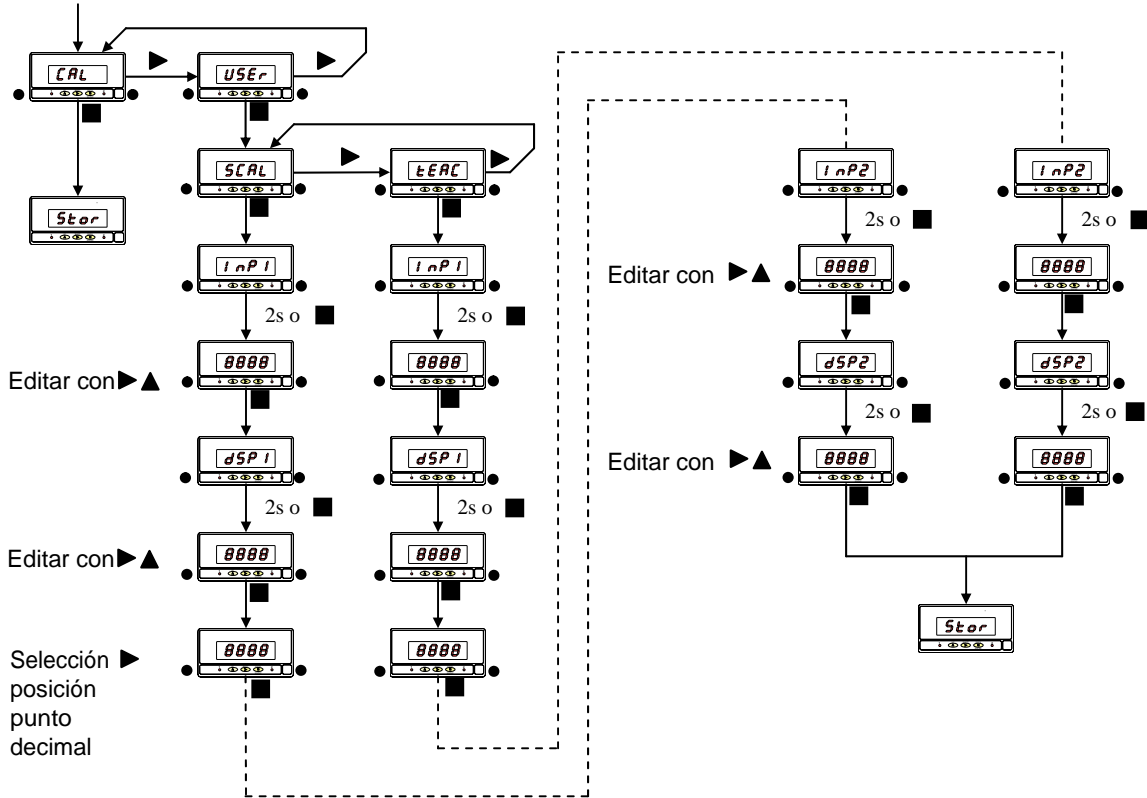 CAL
USEr
SCAL
tEAC
Stor
InP1
InP1
2s o
2s o
8888
8888
Editar con
dSP1
dSP1
2s o
2s o
8888
8888
Editar con
8888
8888
Selección
posición
punto
decimal
InP2
InP2
2s o
2s o
8888
8888
Editar con
dSP2
dSP2
2s o
2s o
8888
8888
Editar con
Stor